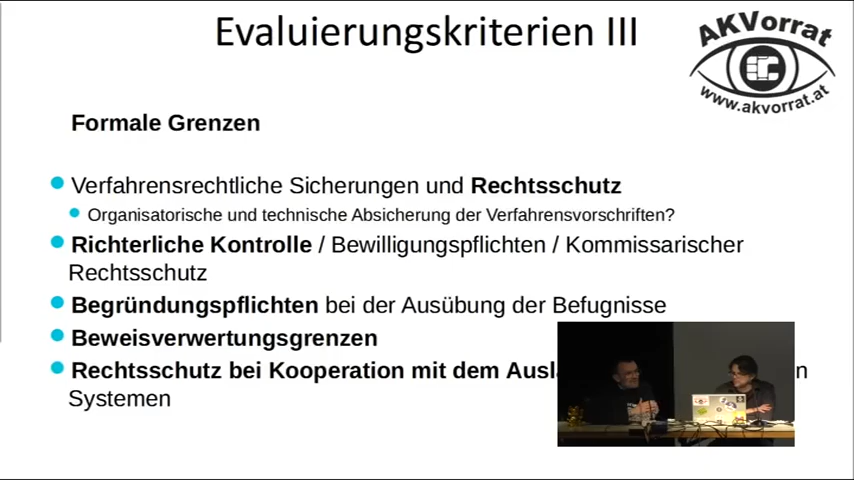 Evaluierungskriterien III
AKVorrat
www.akvorrat.at
Formale Grenzen
Verfahrensrechtliche Sicherungen und Rechtsschutz
Organisatorische und technische Absicherung der Verfahrensvorschriften?
Richterliche Kontrolle / Bewilligungspflichten / Kommissarischer
Rechtsschutz
Begründungspflichten bei der Ausübung der Befugnisse
Beweisverwertungsgrenzen
Rechtsschutz bei Kooperation mit dem
Systemen